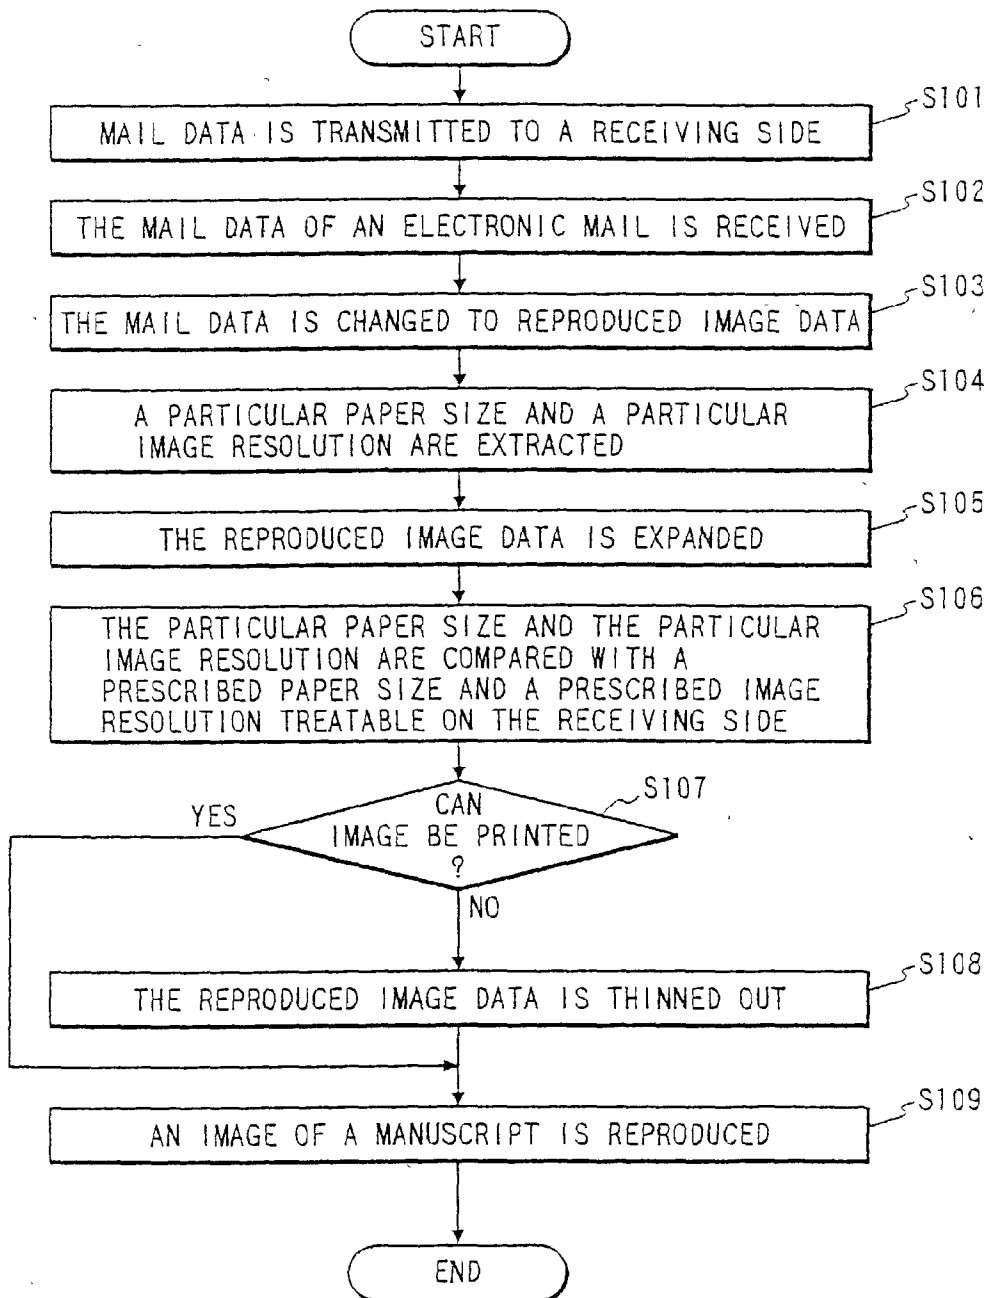 START
S101
MAIL DATA IS TRANSMITTED TO A RECEIVING SIDE
S102
THE MAIL DATA OF AN ELECTRONIC MAIL IS RECEIVED
S103
THE MAIL DATA IS CHANGED TO REPRODUCED IMAGE DATA
S104
A PARTICULAR PAPER SIZE AND A PARTICULAR
IMAGE RESOLUTION ARE EXTRACTED
S105
THE REPRODUCED IMAGE DATA IS EXPANDED
S106
THE PARTICULAR PAPER SIZE AND THE PARTICULAR
IMAGE RESOLUTION ARE COMPARED WITH A
PRESCRIBED PAPER SIZE AND A PRESCRIBED IMAGE
RESOLUTION TREATABLE ON THE RECEIVING SIDE
S107
YES
CAN
IMAGE BE PRINTED
?
NO
S108
THE REPRODUCED IMAGE DATA IS THINNED OUT
S109
AN IMAGE OF A MANUSCRIPT IS REPRODUCED
END